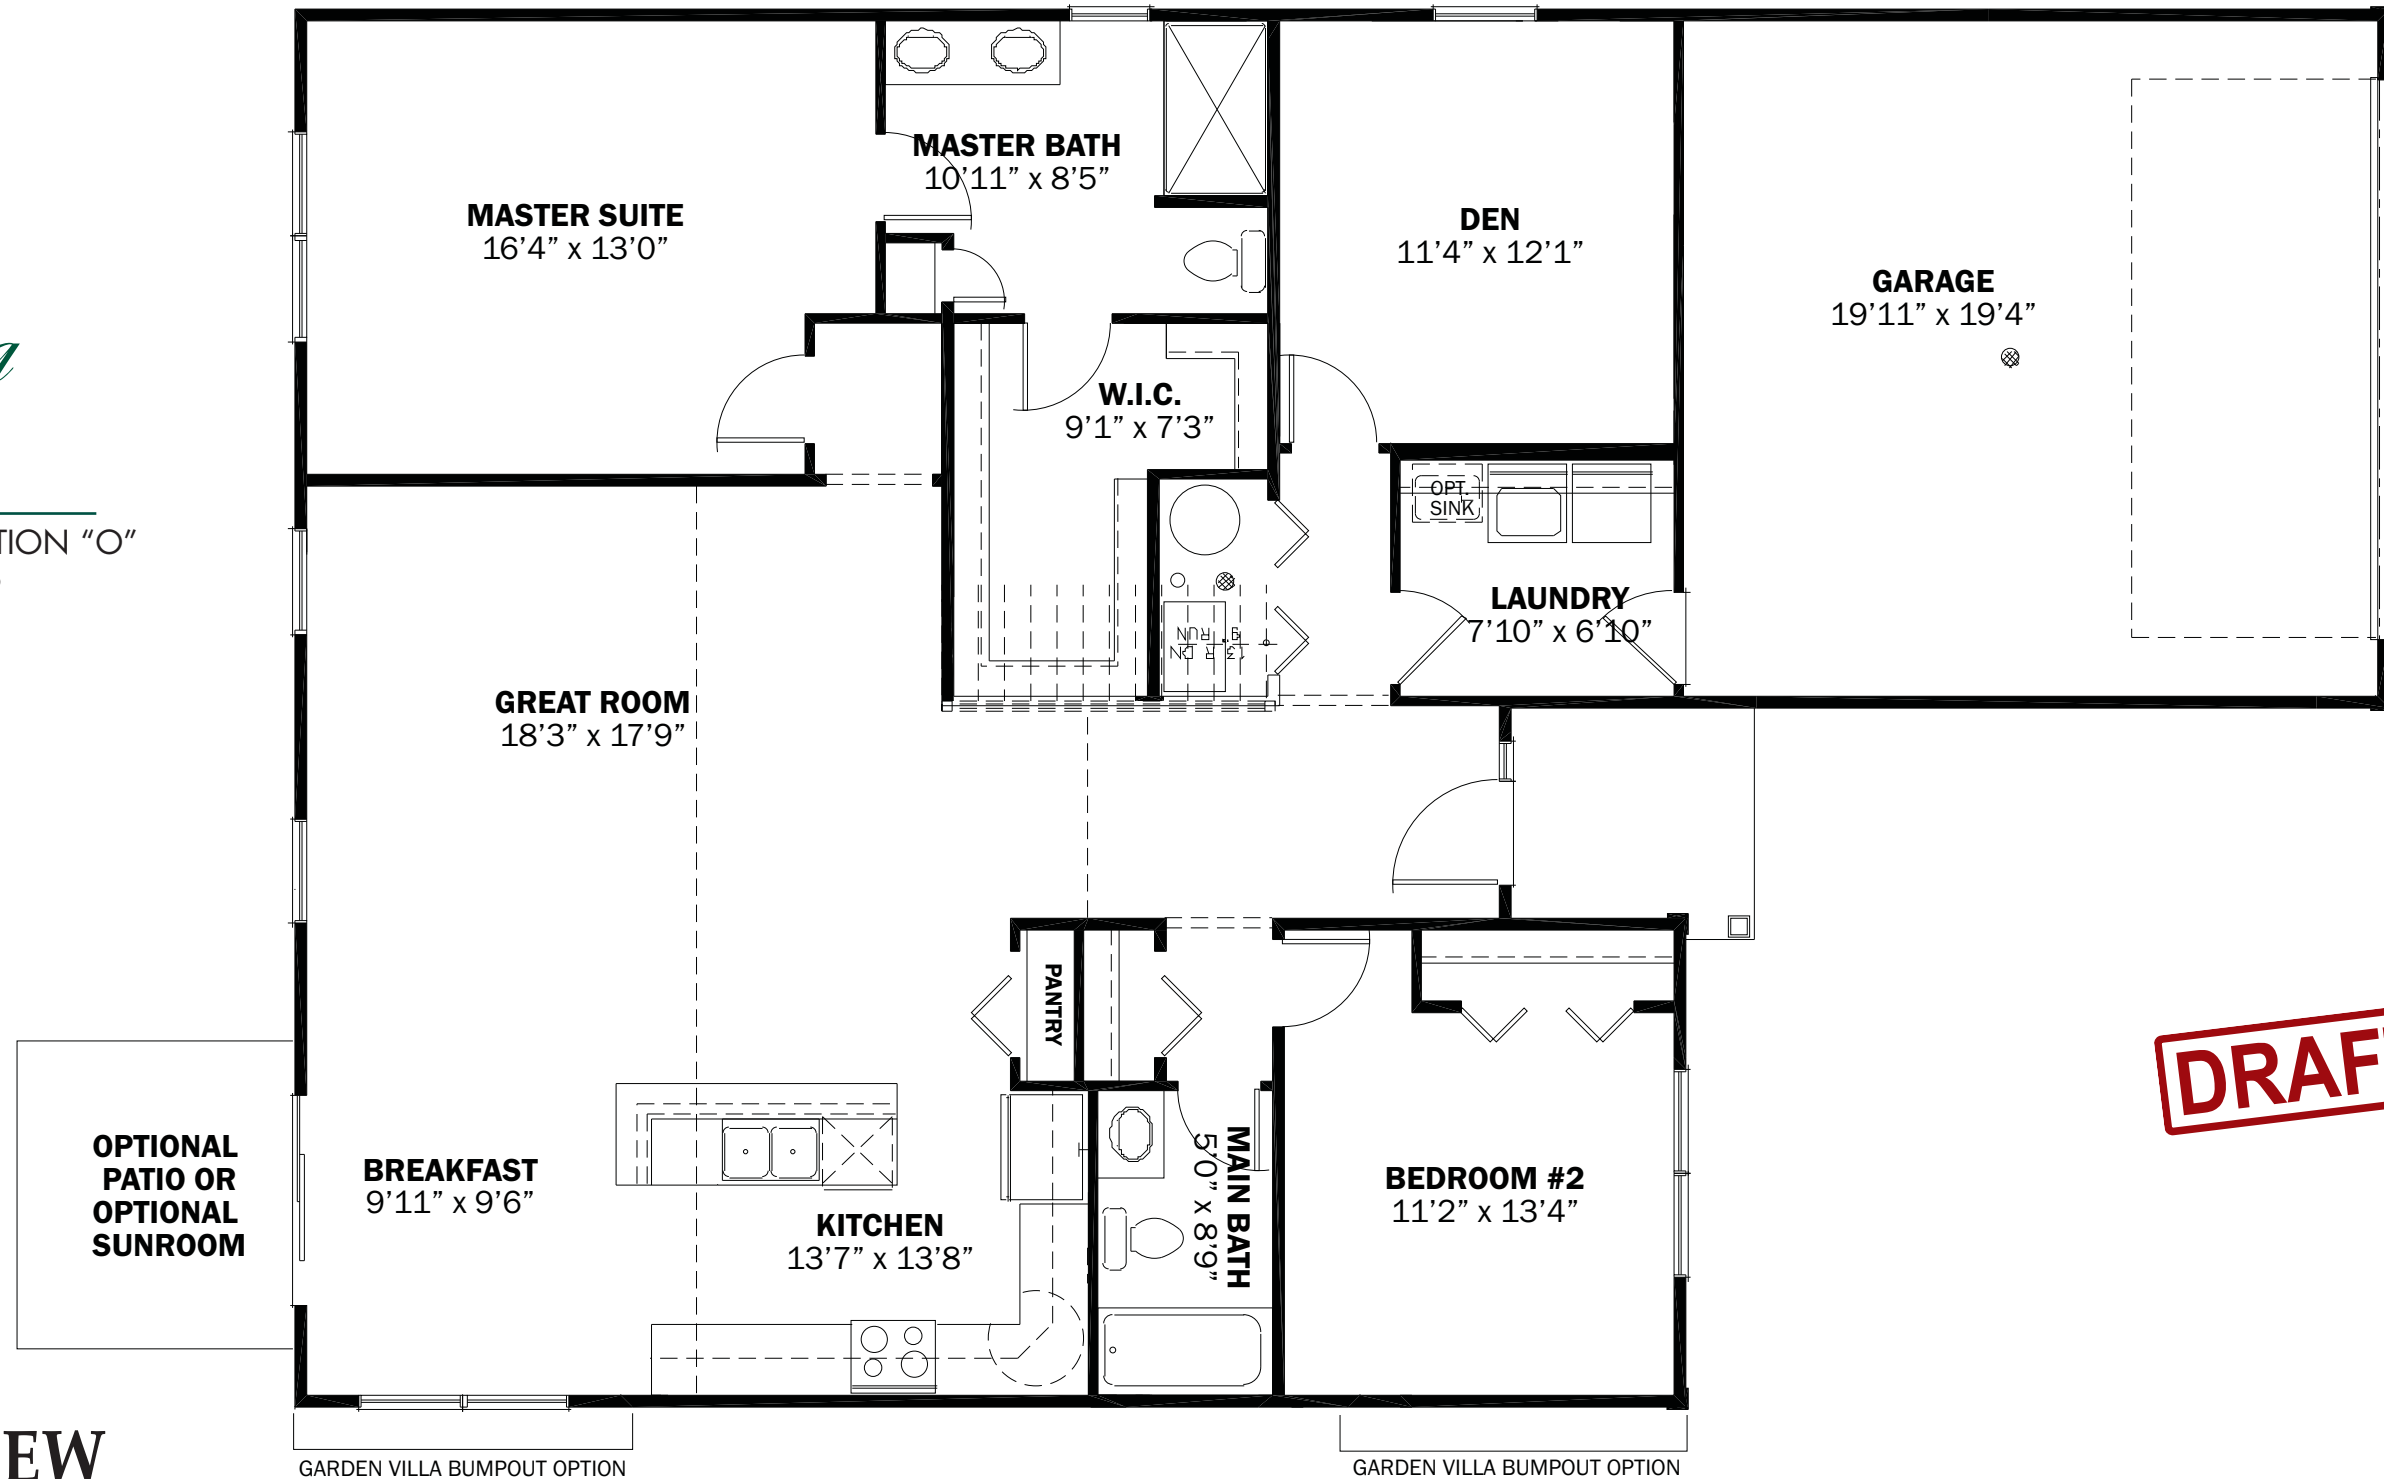 MASTER SUITE
16'4" x 13'0"
MASTER BATH
10'11" x 8'5"
DEN
11'4" x 12'1"
GARAGE
19'11" x 19'4"
W.I.C.
9'1" x 7'3"
OPT.
SINK
TION "O"
LAUNDRY
7'10" x 6'10"
9" RUN
13 R DN
GREAT ROOM
18'3" x 17'9"
PANTRY
OPTIONAL
PATIO OR
OPTIONAL
SUNROOM
BREAKFAST
9'11" x 9'6"
KITCHEN
13'7" x 13'8"
MAIN BATH
5'0" x 8'9"
BEDROOM #2
11'2" x 13'4"
DRAF
EW
GARDEN VILLA BUMPOUT OPTION
GARDEN VILLA BUMPOUT OPTION